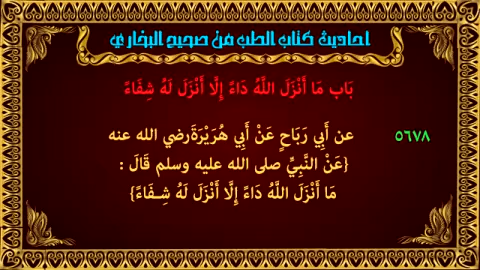 احاديث كتاب الطب من صحيح البخاري
بَابُ مَا أَنْزَلَ اللَّهُ دَاءً إِلَّا أَنْزَلَ لَهُ شِفَاءً
٥٦٧٨ عن أَبِي رَبَاحٍ عَنْ أَبِي هُرَيْرَةَ رضي الله عنه
{عَنْ النَّبِيِّ صلى الله عليه وسلم قَالَ :
مَا أَنْزَلَ اللَّهُ دَاءً إِلَّا أَنْزَلَ لَهُ شِفَاءً}